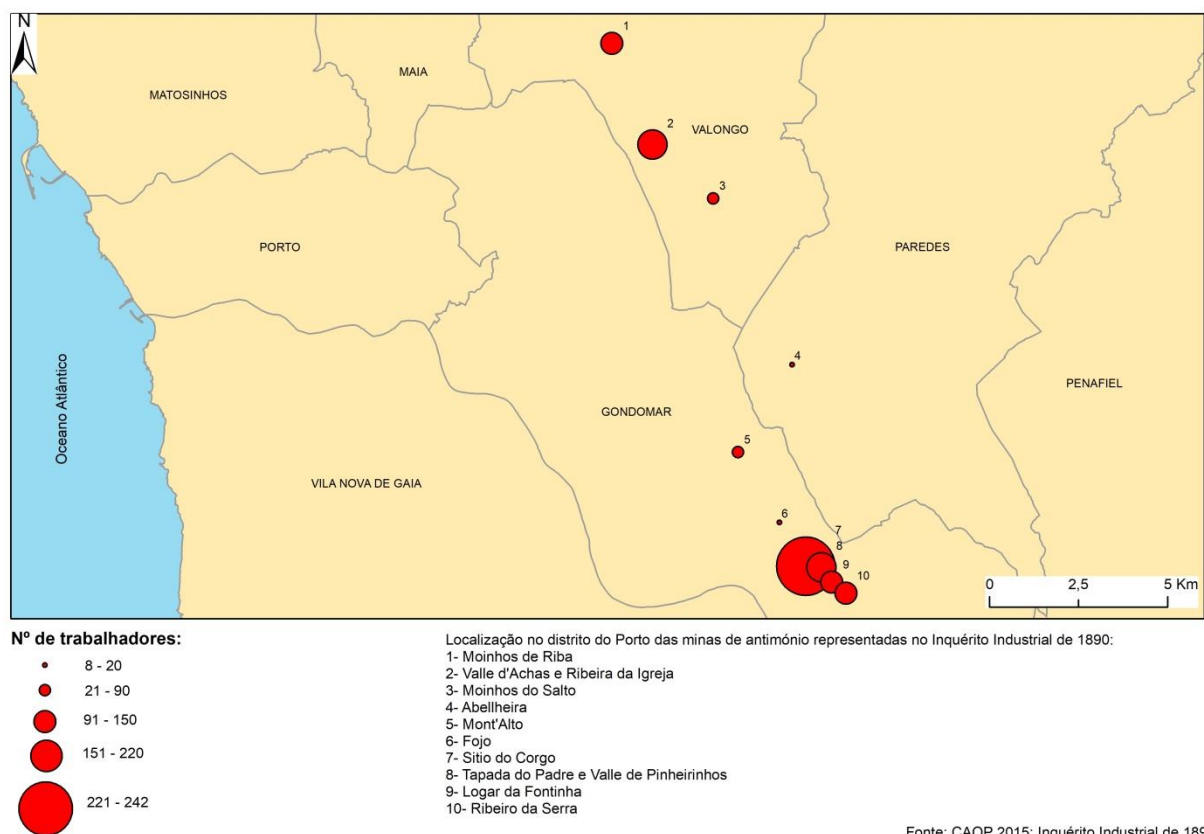 N
1
MAIA
MATOSINHOS
2
VALONGO
3
PORTO
PAREDES
4
PENAFIEL
Oceano Atlântico
GONDOMAR
5
VILA NOVA DE GAIA
6
7
8
9
10
0 2,5 5 Km
Nº de trabalhadores:
8 - 20
21 - 90
91 - 150
151 - 220
221 - 242
Localização no distrito do Porto das minas de antimónio representadas no Inquérito Industrial de 1890:
1- Moinhos de Riba
2- Valle d'Achas e Ribeira da Igreja
3- Moinhos do Salto
4- Abellheira
5- Mont'Alto
6- Fojo
7- Sitio do Corgo
8- Tapada do Padre e Valle de Pinheirinhos
9- Logar da Fontinha
10- Ribeiro da Serra
Fonte: CAOP 2015; Inquérito Industrial de 189